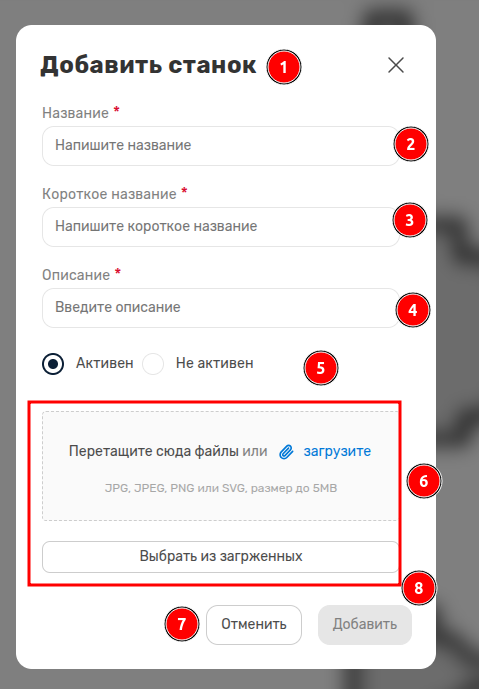 Добавить станок 1
Название *
Напишите название 2
Короткое название *
Напишите короткое название 3
Описание *
Введите описание 4
Активен Не активен 5
Перетащите сюда файлы или загрузите
6
JPG, JPEG, PNG или SVG, размер до 5MB
Выбрать из загрженных
8
7 Отменить Добавить